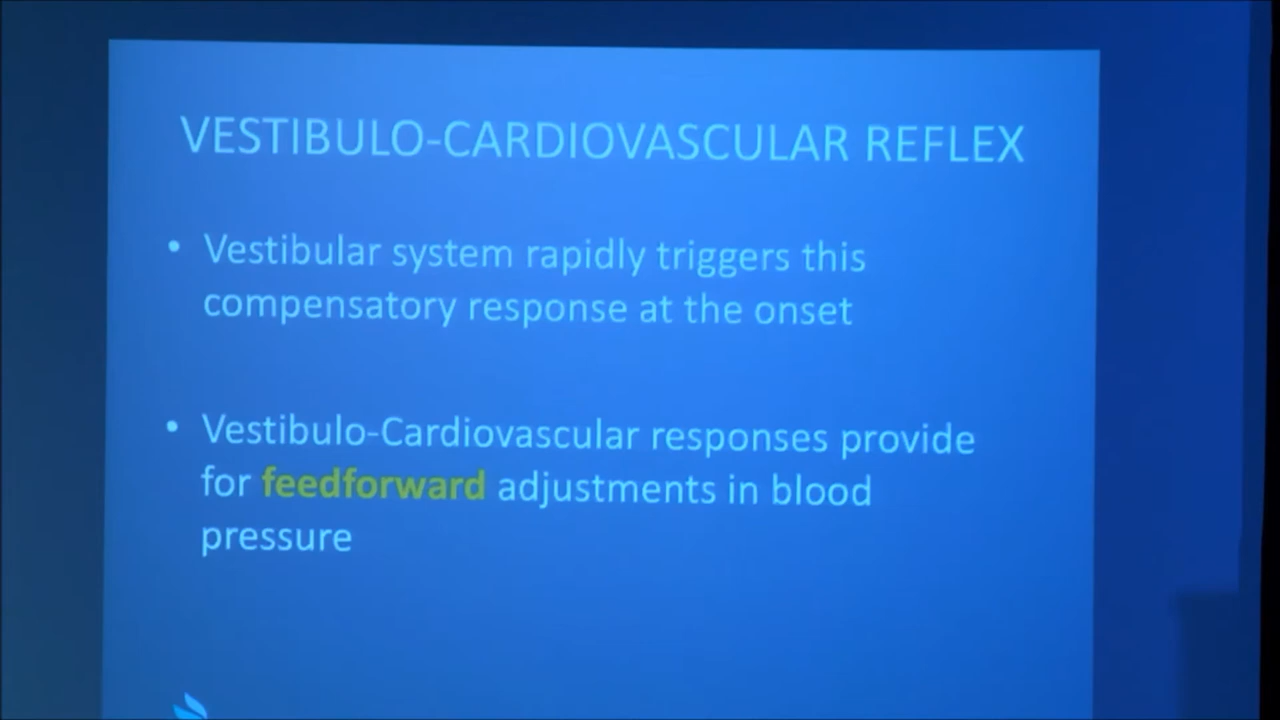 VESTIBULO-CARDIOVASCULAR REFLEX
• Vestibular system rapidly triggers this
compensatory response at the onset
• Vestibulo-Cardiovascular responses provide
for feedforward adjustments in blood
pressure